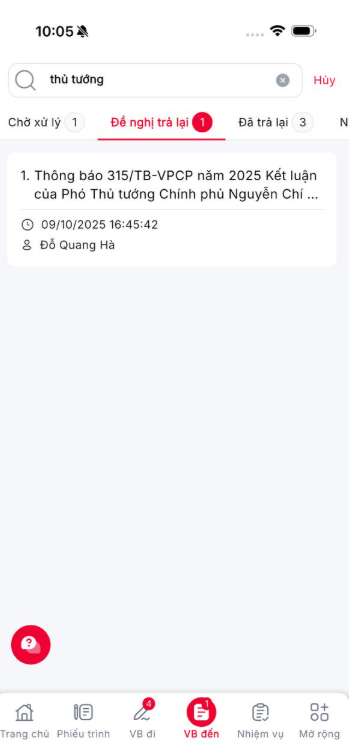 10:05
thủ tướng
Hủy
Chờ xử lý 1
Đề nghị trả lại 1
Đã trả lại 3
N
1. Thông báo 315/TB-VPCP năm 2025 Kết luận
của Phó Thủ tướng Chính phủ Nguyễn Chí ...
09/10/2025 16:45:42
Đỗ Quang Hà
4
1
Trang chủ
Phiếu trình
VB đi
VB đến
Nhiệm vụ
Mở rộng